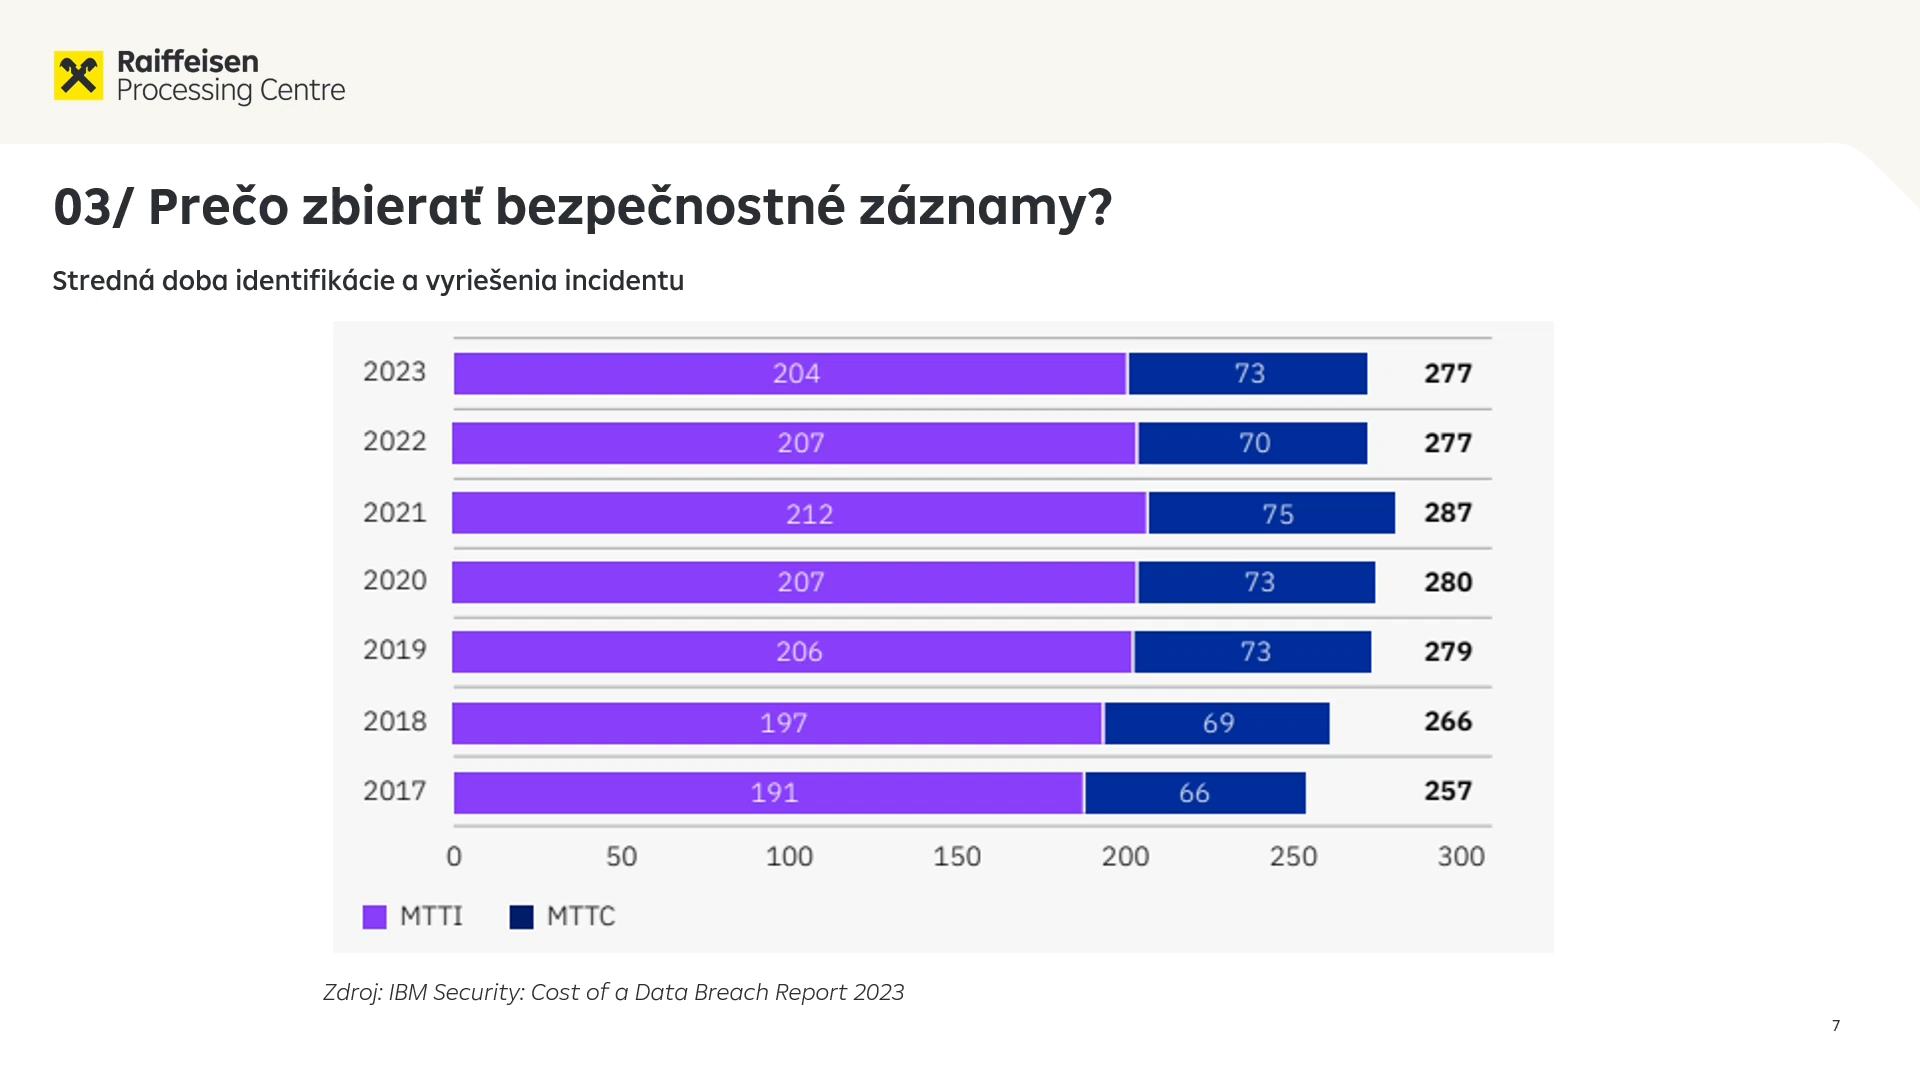 Raiffeisen
Processing Centre
03/ Prečo zbierať bezpečnostné záznamy?
Stredná doba identifikácie a vyriešenia incidentu
2023 204 73 277
2022 207 70 277
2021 212 75 287
2020 207 73 280
2019 206 73 279
2018 197 69 266
2017 191 66 257
0 50 100 150 200 250 300
MTTI MTTC
Zdroj: IBM Security: Cost of a Data Breach Report 2023
7